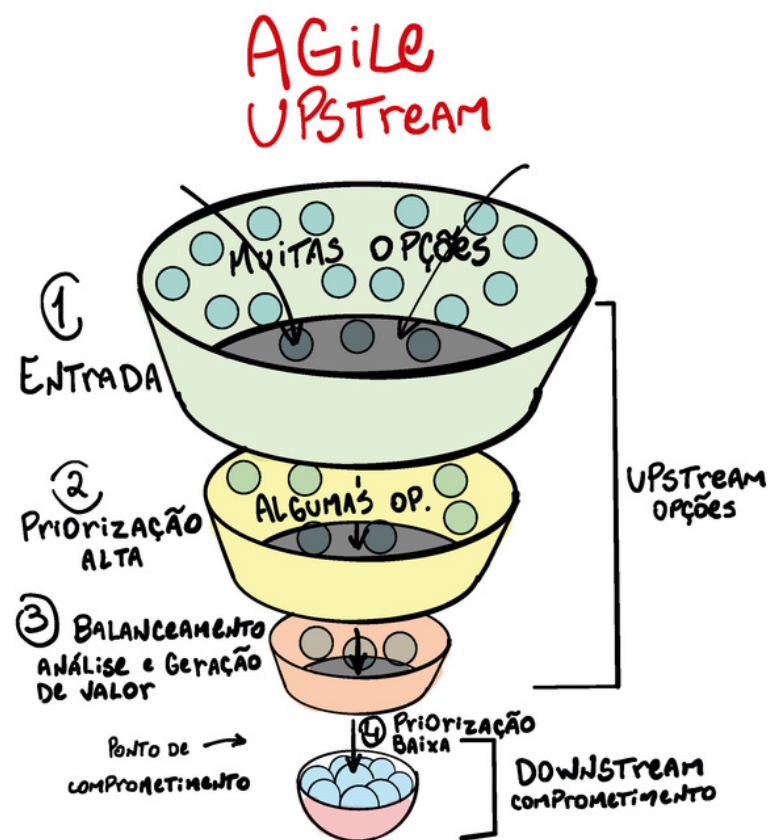 AGiLe
UPSTreAM
MUiTAS OPÇÕeS
1
ENTrADA
2
PriOrizAÇÃO
ALTA
ALGUMAS OP.
UPSTreAM
OPÇÕeS
3 BALANCeAMeNTO
ANÁLiSe e GerAÇÃO
De VALOr
4 PriOrizAÇÃO
BAixA
PONTO De
COMPrOMeTiMeNTO
DOWNSTreAM
COMPrOMeTiMeNTO